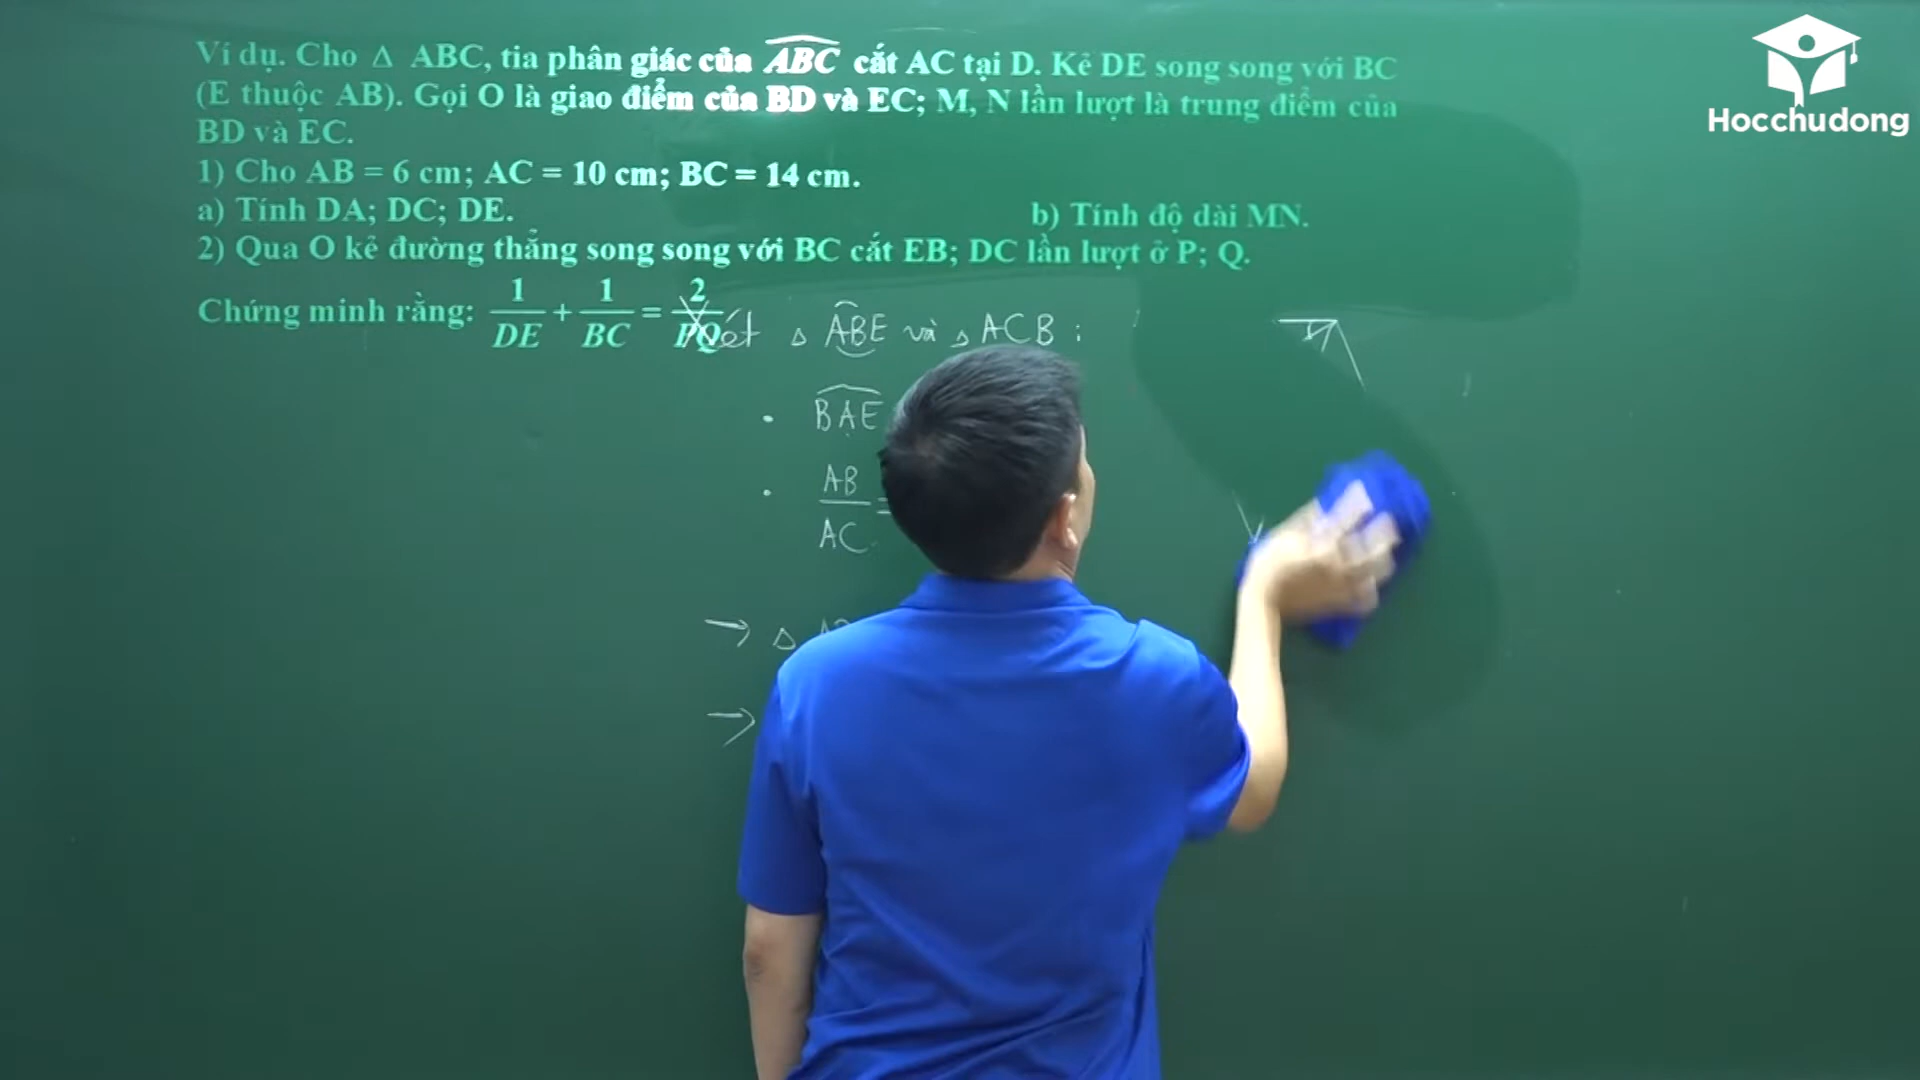 Ví dụ. Cho Δ ABC, tia phân giác của ABC cắt AC tại D. Kẻ DE song song với BC
(E thuộc AB). Gọi O là giao điểm của BD và EC; M, N lần lượt là trung điểm của
BD và EC.
1) Cho AB = 6 cm; AC = 10 cm; BC = 14 cm.
a) Tính DA; DC; DE. b) Tính độ dài MN.
2) Qua O kẻ đường thẳng song song với BC cắt EB; DC lần lượt ở P; Q.
Chứng minh rằng: 1/DE + 1/BC = 2/PQ
Xét Δ ABE và Δ ACB :
• BAE
• AB/AC =
→ Δ
→
Hocchudong